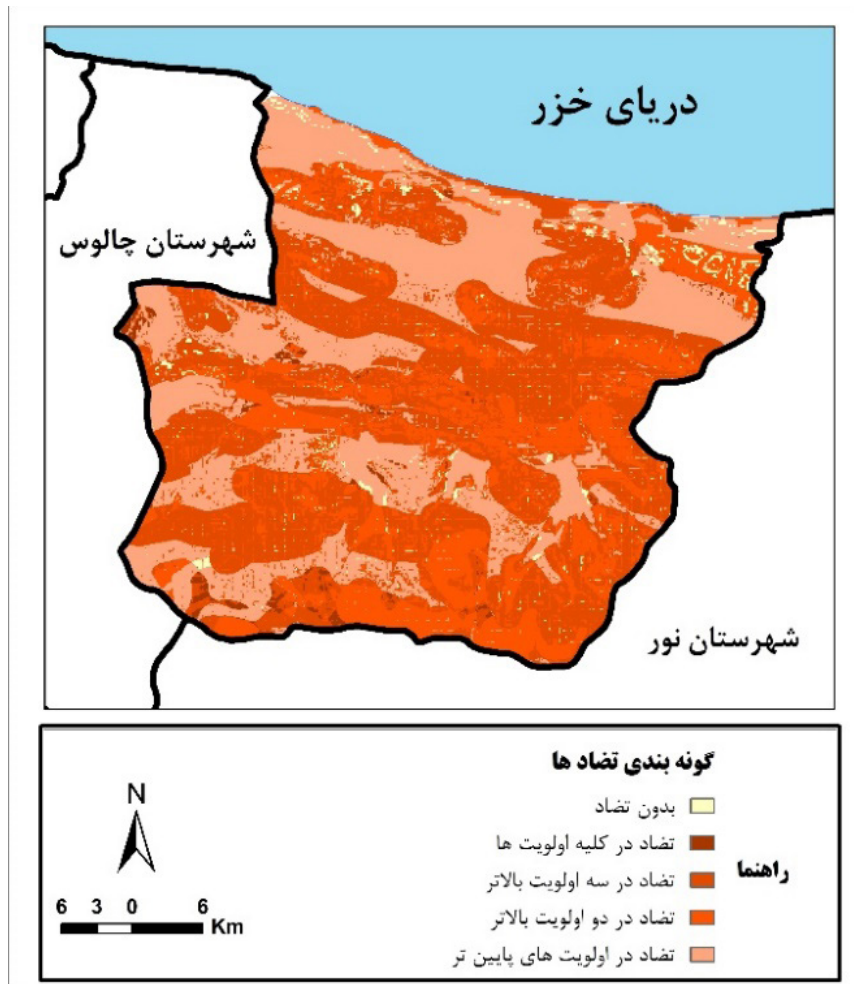 دریای خزر
شهرستان چالوس
شهرستان نور
گونه بندی تضاد ها
بدون تضاد
تضاد در کلیه اولویت ها
تضاد در سه اولویت بالاتر
تضاد در دو اولویت بالاتر
تضاد در اولویت های پایین تر
راهنما
N
6 3 0 6
Km